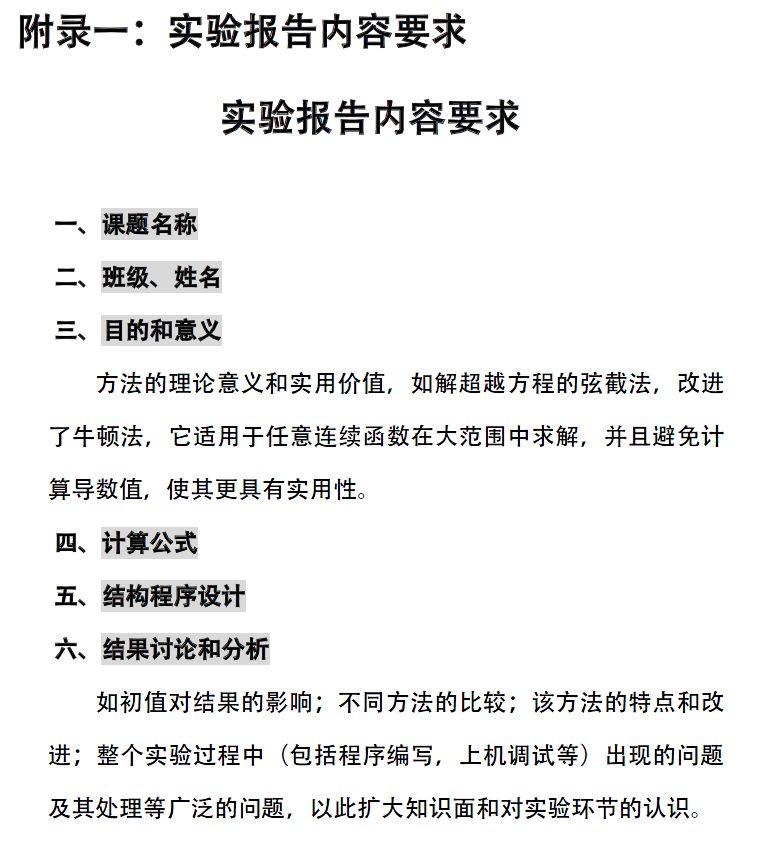 附录一：实验报告内容要求
实验报告内容要求
一、课题名称
二、班级、姓名
三、目的和意义
方法的理论意义和实用价值，如解超越方程的弦截法，改进
了牛顿法，它适用于任意连续函数在大范围中求解，并且避免计
算导数值，使其更具有实用性。
四、计算公式
五、结构程序设计
六、结果讨论和分析
如初值对结果的影响；不同方法的比较；该方法的特点和改
进；整个实验过程中（包括程序编写，上机调试等）出现的问题
及其处理等广泛的问题，以此扩大知识面和对实验环节的认识。